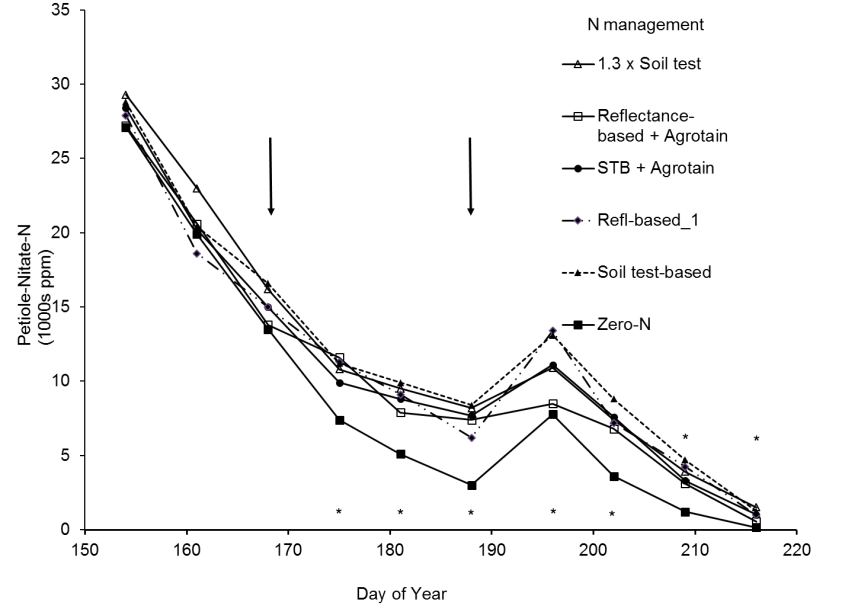 35
30
25
20
15
10
5
0
150 160 170 180 190 200 210 220
Petiole-Nitate-N
(1000s ppm)
Day of Year
N management
1.3 x Soil test
Reflectance-
based + Agrotain
STB + Agrotain
Refl-based_1
Soil test-based
Zero-N
* *
* * * * *